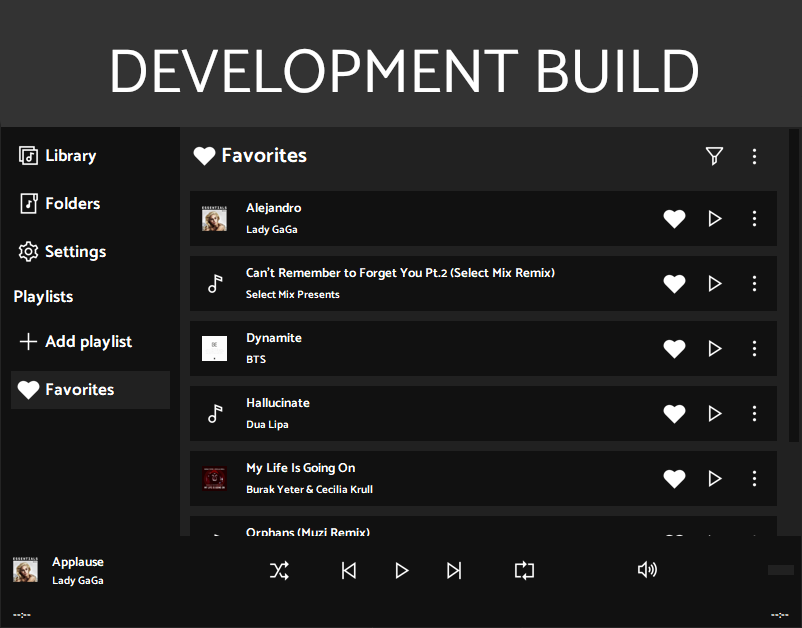 DEVELOPMENT BUILD
Library
Folders
Settings
Playlists
Add playlist
Favorites
Favorites
Alejandro
Lady GaGa
Can't Remember to Forget You Pt.2 (Select Mix Remix)
Select Mix Presents
Dynamite
BTS
Hallucinate
Dua Lipa
My Life Is Going On
Burak Yeter & Cecilia Krull
Orphans (Muzi Remix)
ESSENTIALS
Applause
Lady GaGa
--:--
--:--